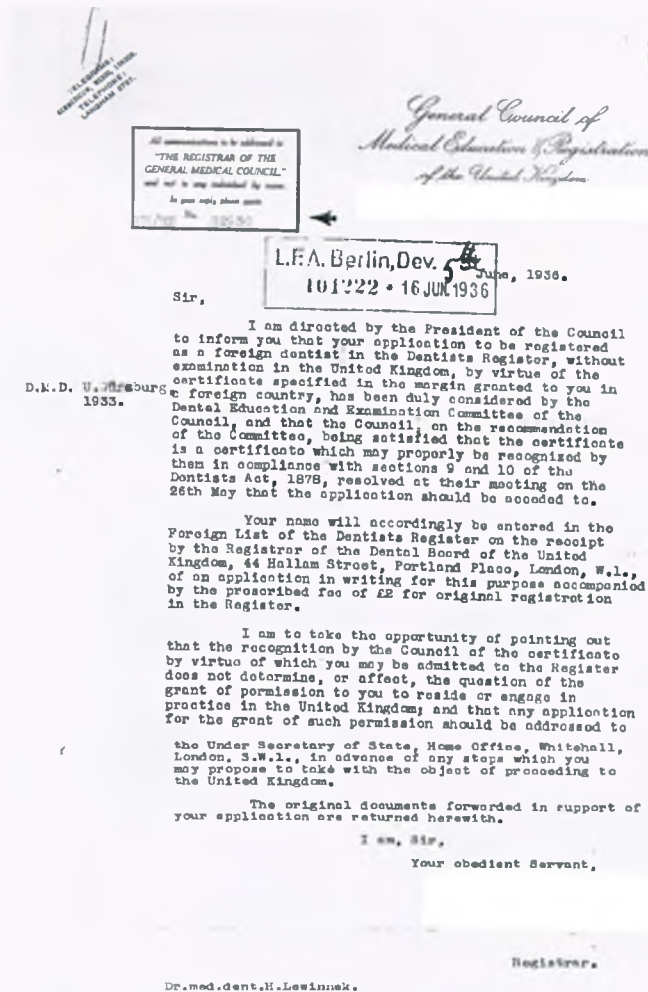 TELEPHONE:
LANGHAM
General Council of
Medical Education & Registration
of the United Kingdom
All communications to be addressed to
"THE REGISTRAR OF THE
GENERAL MEDICAL COUNCIL"
and not to any individual by name.
In your reply please quote
No.
L.F.A. Berlin, Dev.
101222 * 16 JUN 1936
5th June, 1936.
Sir,
I am directed by the President of the Council
to inform you that your application to be registered
as a foreign dentist in the Dentists Register, without
examination in the United Kingdom, by virtue of the
certificate specified in the margin granted to you in
D.M.D. U.
1933.
a foreign country, has been duly considered by the
Dental Education and Examination Committee of the
Council, and that the Council, on the recommendation
of the Committee, being satisfied that the certificate
is a certificate which may properly be recognized by
them in compliance with sections 9 and 10 of the
Dentists Act, 1878, resolved at their meeting on the
26th May that the application should be acceded to.
Your name will accordingly be entered in the
Foreign List of the Dentists Register on the receipt
by the Registrar of the Dental Board of the United
Kingdom, 44 Hallam Street, Portland Place, London, W.1.,
of an application in writing for this purpose accompanied
by the prescribed fee of £2 for original registration
in the Register.
I am to take the opportunity of pointing out
that the recognition by the Council of the certificate
by virtue of which you may be admitted to the Register
does not determine, or affect, the question of the
grant of permission to you to reside or engage in
practice in the United Kingdom; and that any application
for the grant of such permission should be addressed to
the Under Secretary of State, Home Office, Whitehall,
London, S.W.1., in advance of any steps which you
may propose to take with the object of proceeding to
the United Kingdom.
The original documents forwarded in support of
your application are returned herewith.
I am, Sir,
Your obedient Servant,
Registrar.
Dr.med.dent.H.Lewinnek.